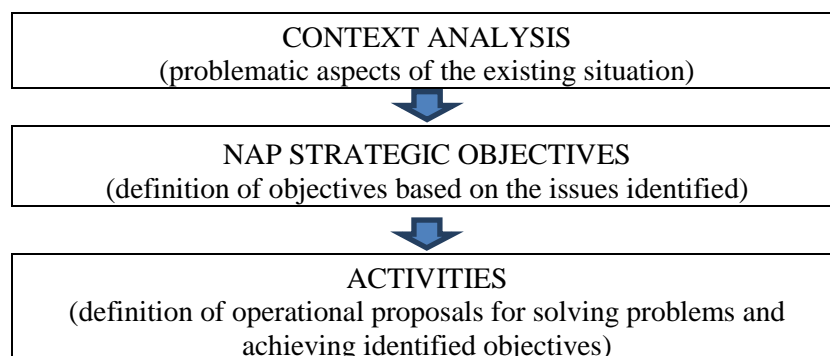 CONTEXT ANALYSIS
(problematic aspects of the existing situation)
NAP STRATEGIC OBJECTIVES
(definition of objectives based on the issues identified)
ACTIVITIES
(definition of operational proposals for solving problems and
achieving identified objectives)